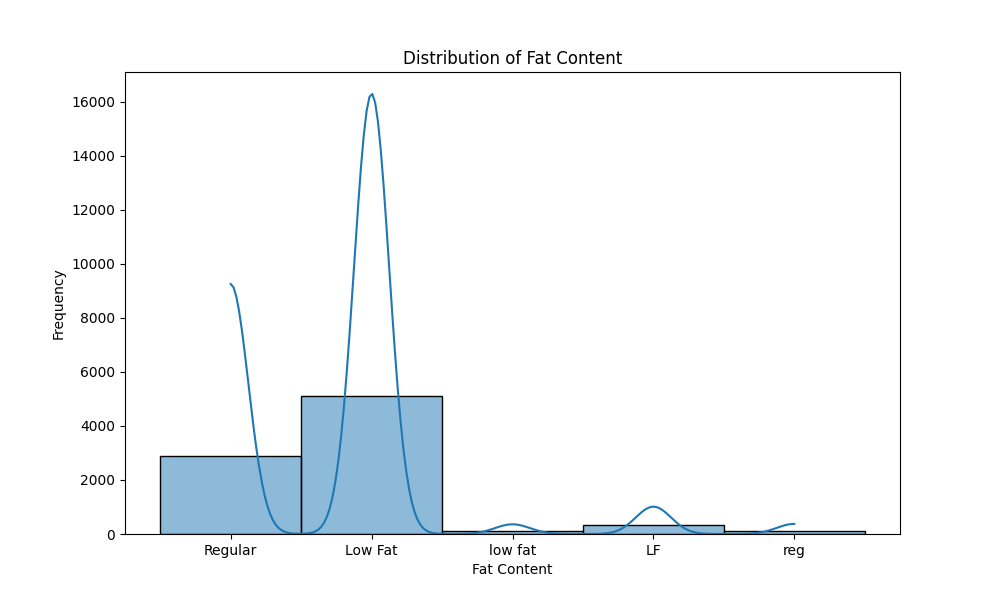 Distribution of Fat Content
Frequency
16000
14000
12000
10000
8000
6000
4000
2000
0
Regular Low Fat low fat LF reg
Fat Content